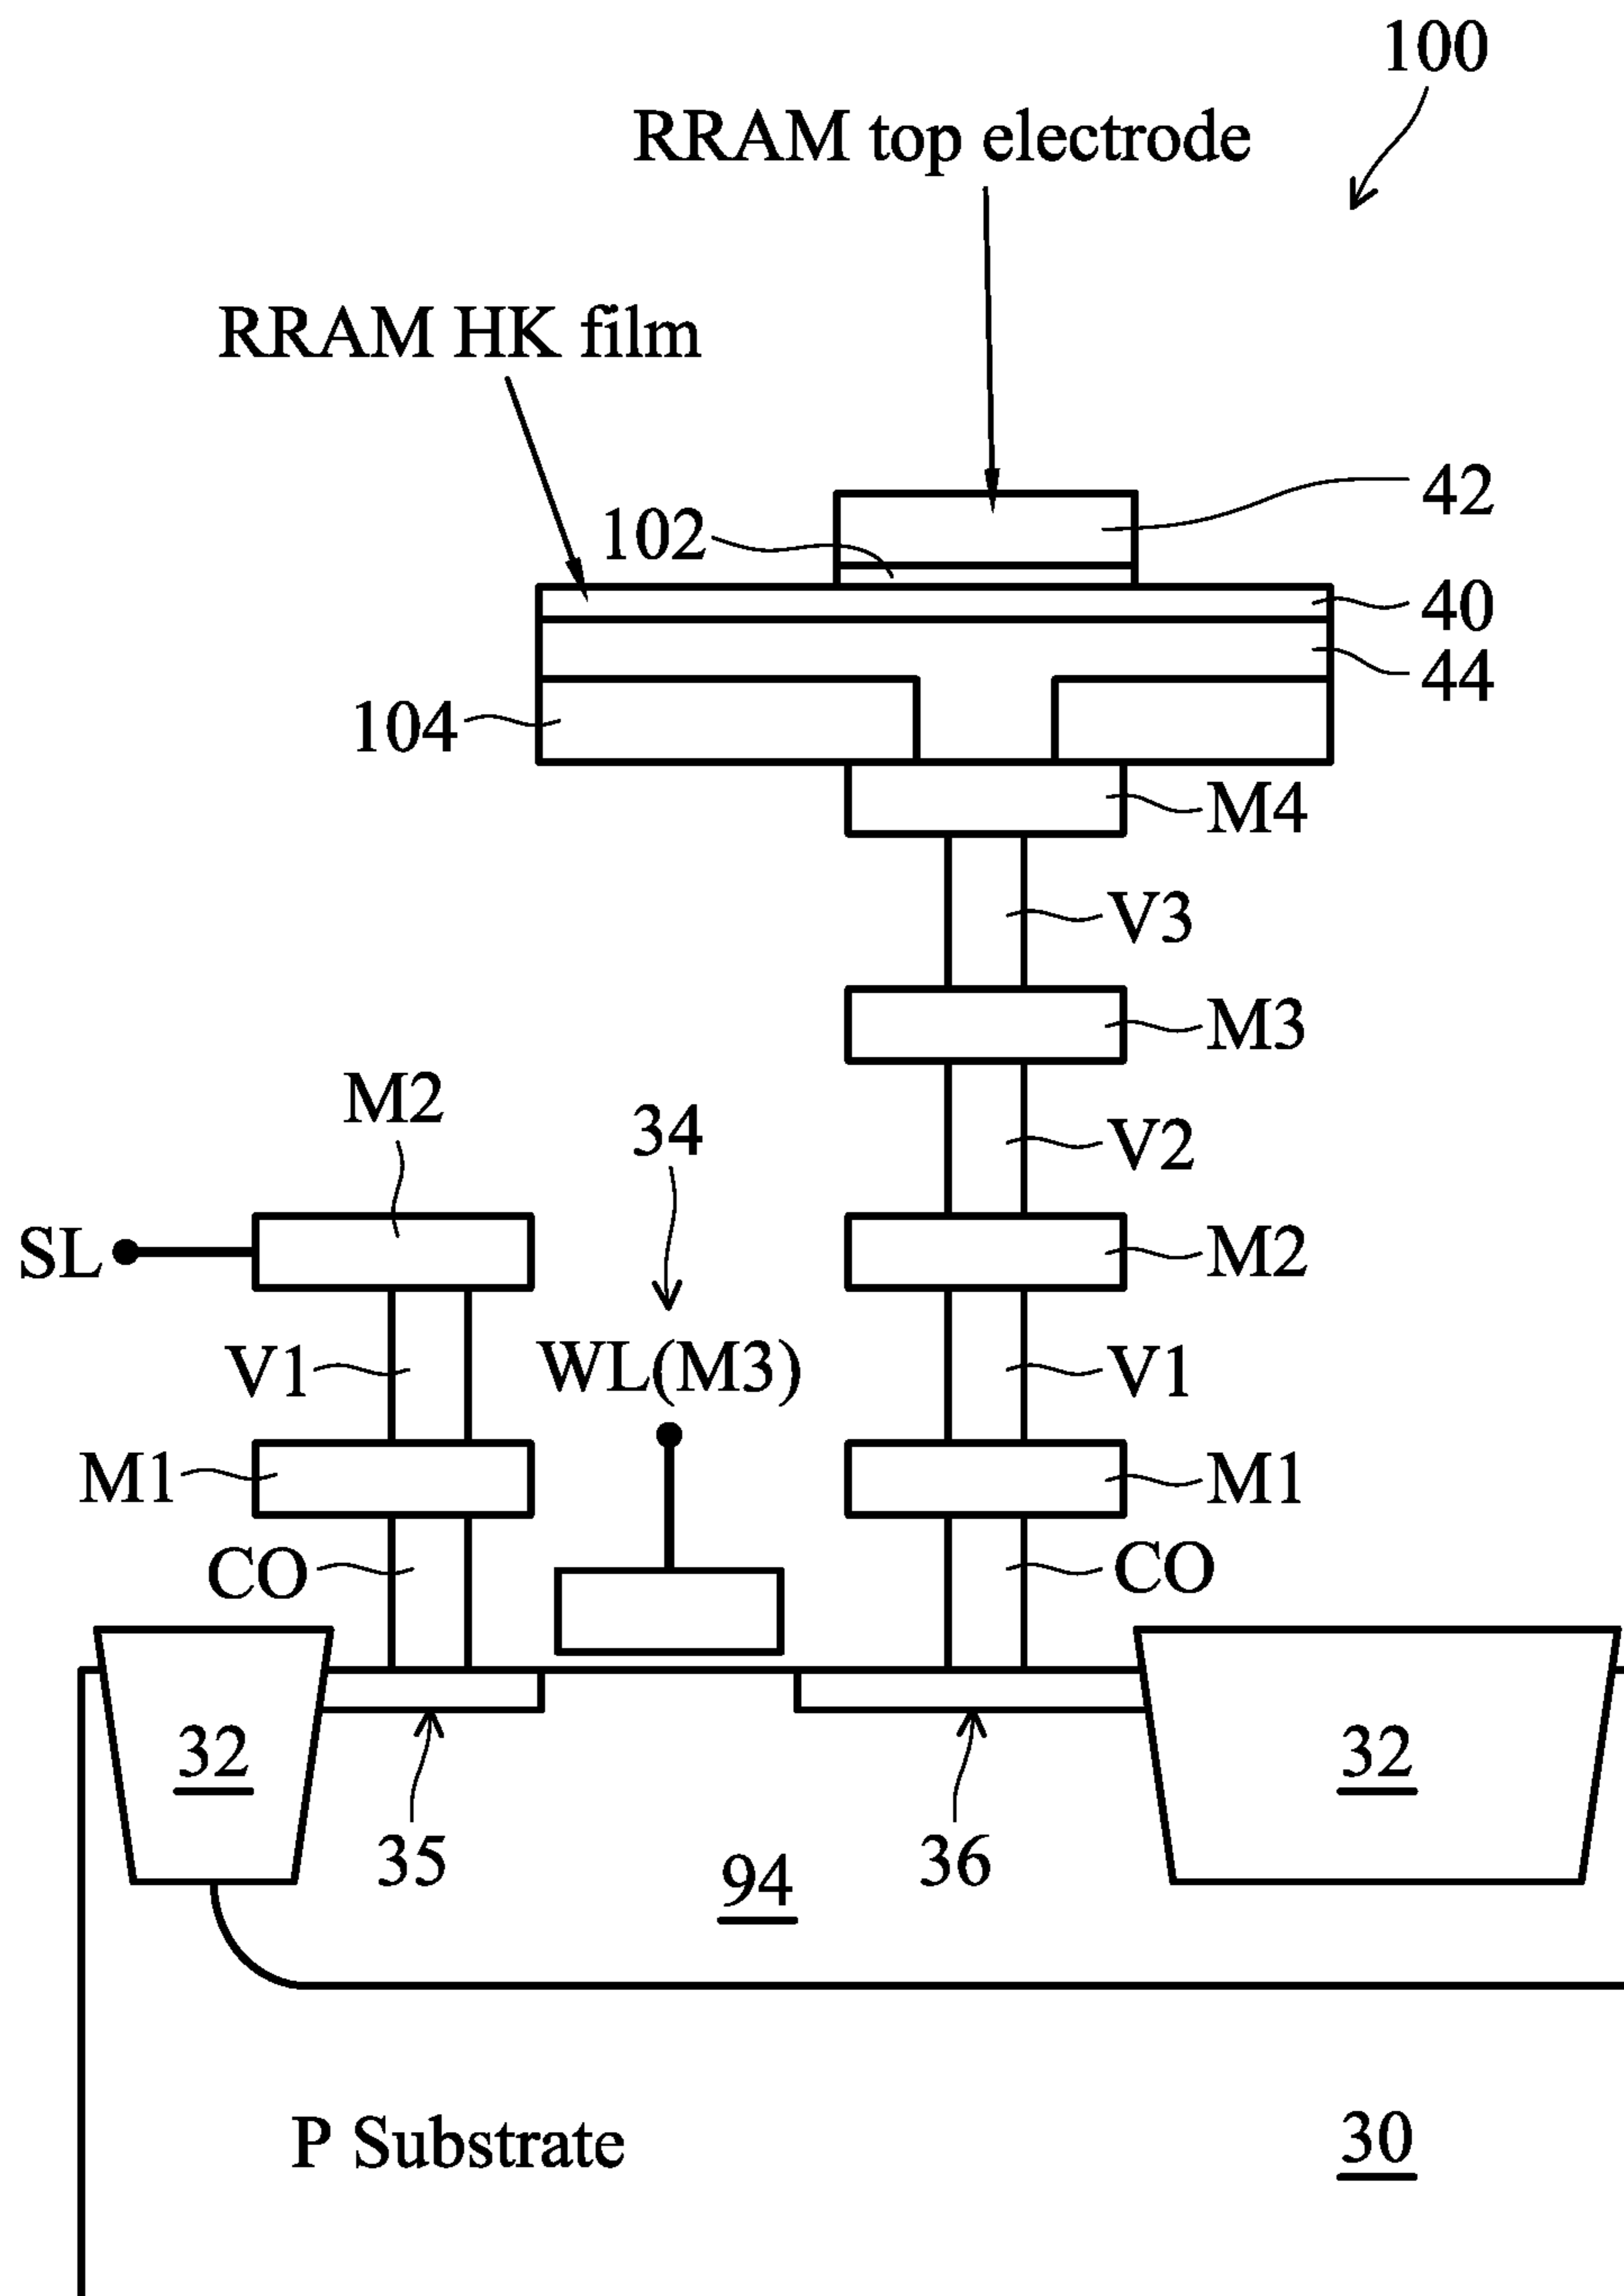 100
RRAM top electrode
RRAM HK film
42
102
40
44
104
M4
V3
M3
M2
34
V2
SL
M2
WL(M3)
V1
V1
M1
M1
CO
CO
32
32
35
36
94
P Substrate
30